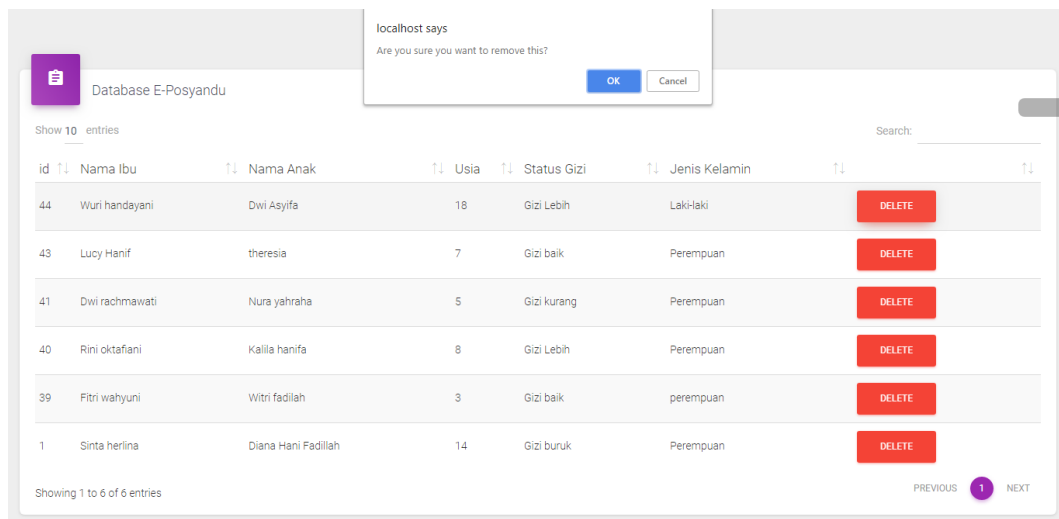 localhost says
Are you sure you want to remove this?
OK Cancel
Database E-Posyandu
Show 10 entries Search:
id Nama Ibu Nama Anak Usia Status Gizi Jenis Kelamin
44 Wuri handayani Dwi Asyifa 18 Gizi Lebih Laki-laki DELETE
43 Lucy Hanif theresia 7 Gizi baik Perempuan DELETE
41 Dwi rachmawati Nura yahraha 5 Gizi kurang Perempuan DELETE
40 Rini oktafiani Kalila hanifa 8 Gizi Lebih Perempuan DELETE
39 Fitri wahyuni Witri fadilah 3 Gizi baik perempuan DELETE
1 Sinta herlina Diana Hani Fadillah 14 Gizi buruk Perempuan DELETE
Showing 1 to 6 of 6 entries PREVIOUS 1 NEXT